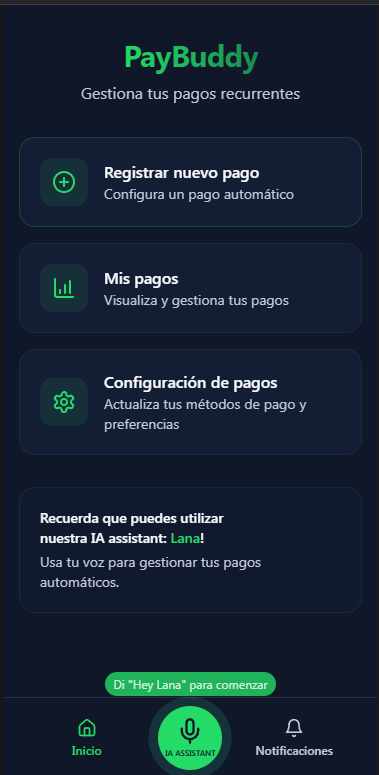 PayBuddy
Gestiona tus pagos recurrentes
Registrar nuevo pago
Configura un pago automático
Mis pagos
Visualiza y gestiona tus pagos
Configuración de pagos
Actualiza tus métodos de pago y
preferencias
Recuerda que puedes utilizar
nuestra IA assistant: Lana!
Usa tu voz para gestionar tus pagos
automáticos.
Di "Hey Lana" para comenzar
Inicio
IA ASSISTANT
Notificaciones